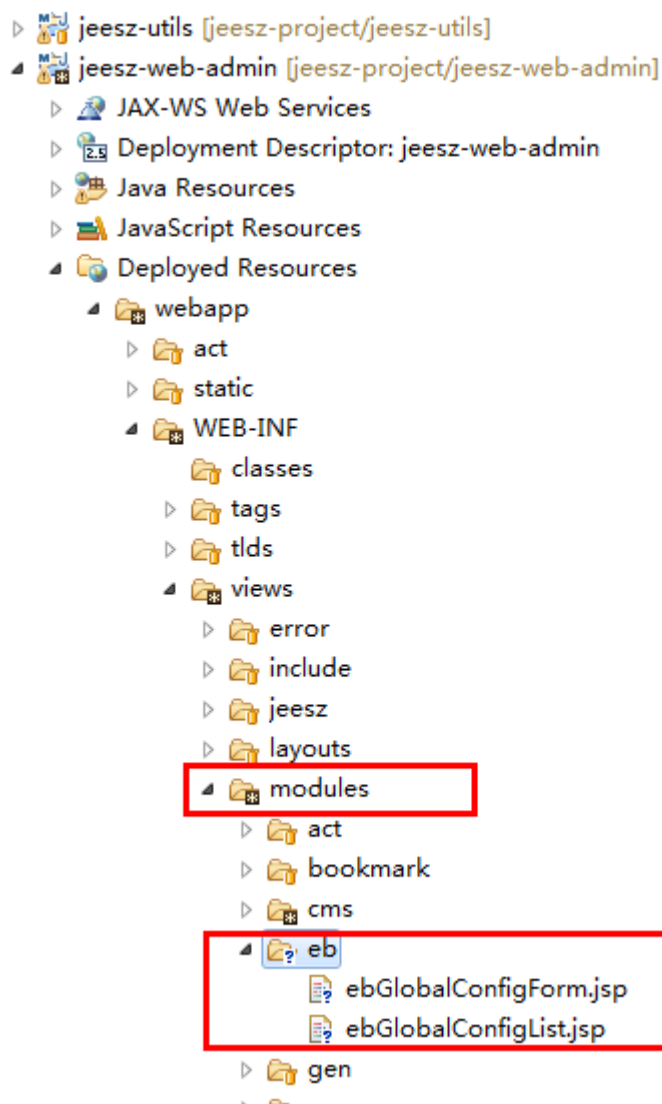 jeesz-utils [jeesz-project/jeesz-utils]
jeesz-web-admin [jeesz-project/jeesz-web-admin]
JAX-WS Web Services
Deployment Descriptor: jeesz-web-admin
Java Resources
JavaScript Resources
Deployed Resources
webapp
act
static
WEB-INF
classes
tags
tlds
views
error
include
jeesz
layouts
modules
act
bookmark
cms
eb
ebGlobalConfigForm.jsp
ebGlobalConfigList.jsp
gen